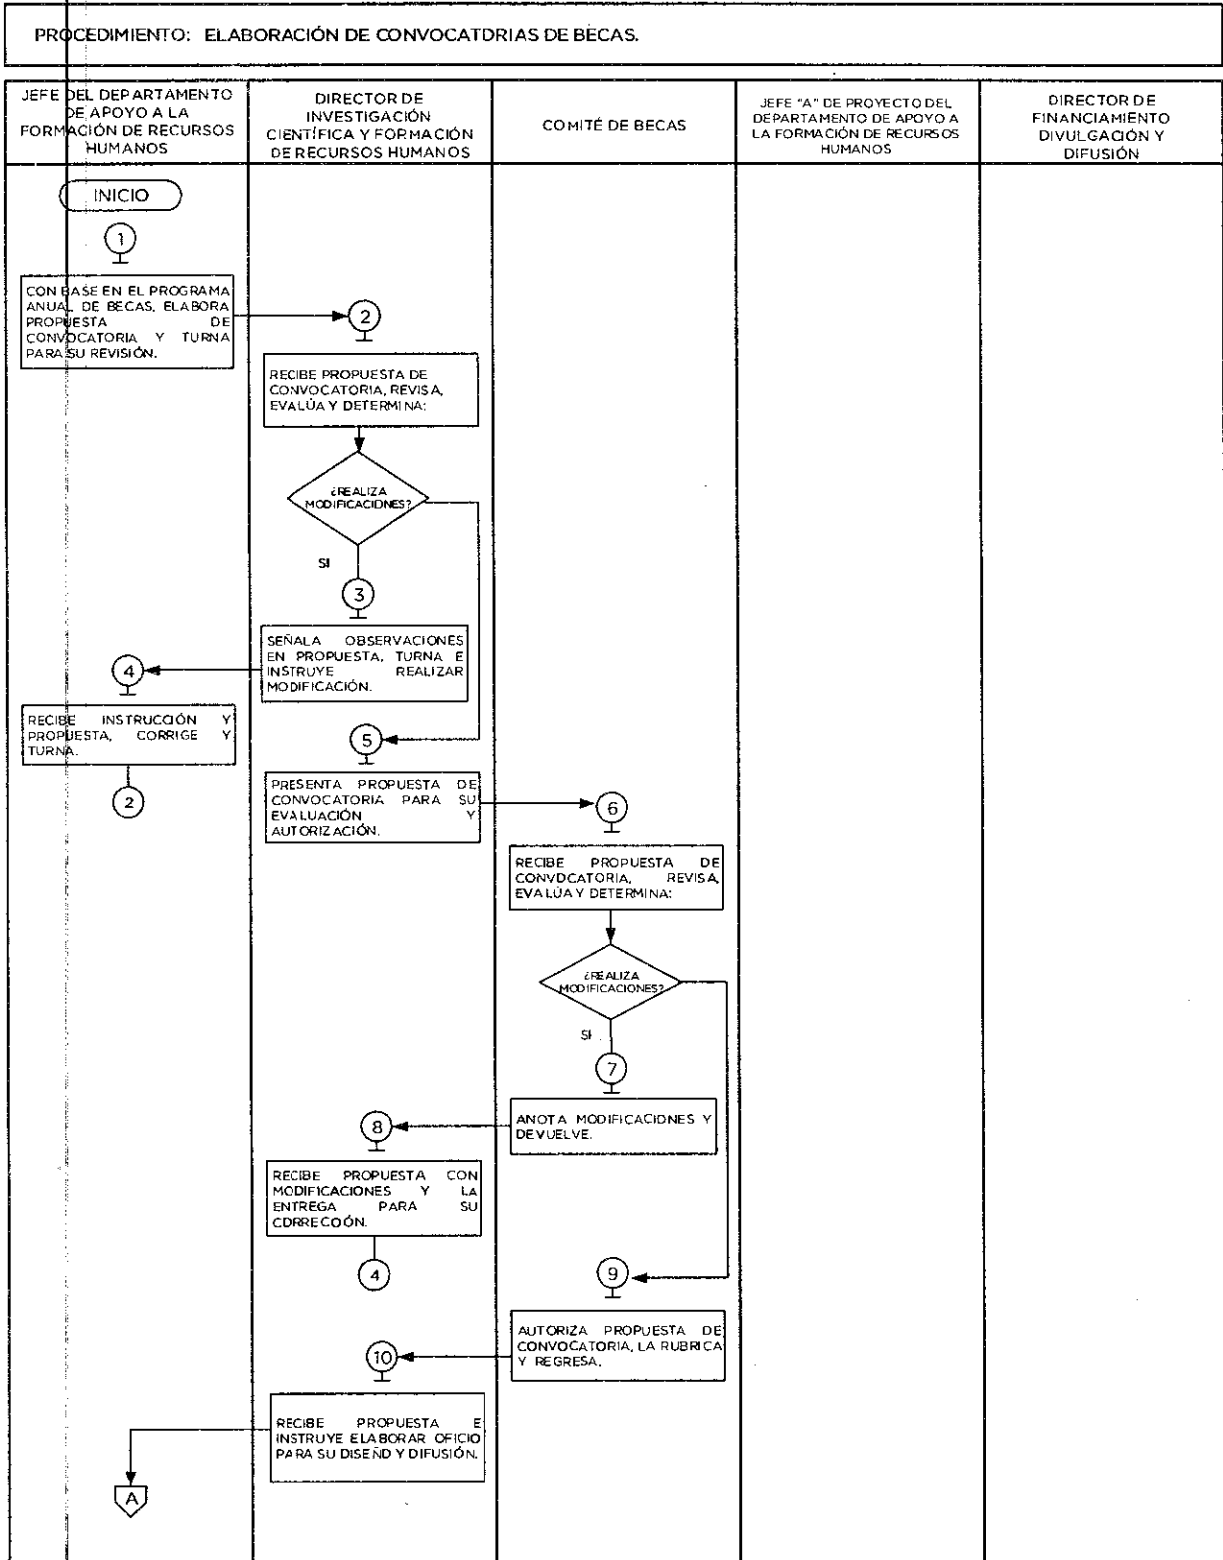 PROCEDIMIENTO: ELABORACIÓN DE CONVOCATORIAS DE BECAS.
JEFE DEL DEPARTAMENTO
DE APOYO A LA
FORMACIÓN DE RECURSOS
HUMANOS
DIRECTOR DE
INVESTIGACIÓN
CIENTÍFICA Y FORMACIÓN
DE RECURSOS HUMANOS
COMITÉ DE BECAS
JEFE "A" DE PROYECTO DEL
DEPARTAMENTO DE APOYO A
LA FORMACIÓN DE RECURSOS
HUMANOS
DIRECTOR DE
FINANCIAMIENTO
DIVULGACIÓN Y
DIFUSIÓN
INICIO
1
CON BASE EN EL PROGRAMA
ANUAL DE BECAS, ELABORA
PROPUESTA DE
CONVOCATORIA Y TURNA
PARA SU REVISIÓN.
2
RECIBE PROPUESTA DE
CONVOCATORIA, REVISA,
EVALÚA Y DETERMINA:
¿REALIZA
MODIFICACIONES?
SI
3
SEÑALA OBSERVACIONES
EN PROPUESTA, TURNA E
INSTRUYE REALIZAR
MODIFICACIÓN.
4
RECIBE INSTRUCCIÓN Y
PROPUESTA, CORRIGE Y
TURNA.
2
5
PRESENTA PROPUESTA DE
CONVOCATORIA PARA SU
EVALUACIÓN Y
AUTORIZACIÓN.
6
RECIBE PROPUESTA DE
CONVOCATORIA, REVISA,
EVALÚA Y DETERMINA:
¿REALIZA
MODIFICACIONES?
SI
7
ANOTA MODIFICACIONES Y
DEVUELVE.
8
RECIBE PROPUESTA CON
MODIFICACIONES Y LA
ENTREGA PARA SU
CORRECCIÓN.
4
9
AUTORIZA PROPUESTA DE
CONVOCATORIA, LA RUBRICA
Y REGRESA.
10
RECIBE PROPUESTA E
INSTRUYE ELABORAR OFICIO
PARA SU DISEÑO Y DIFUSIÓN.
A